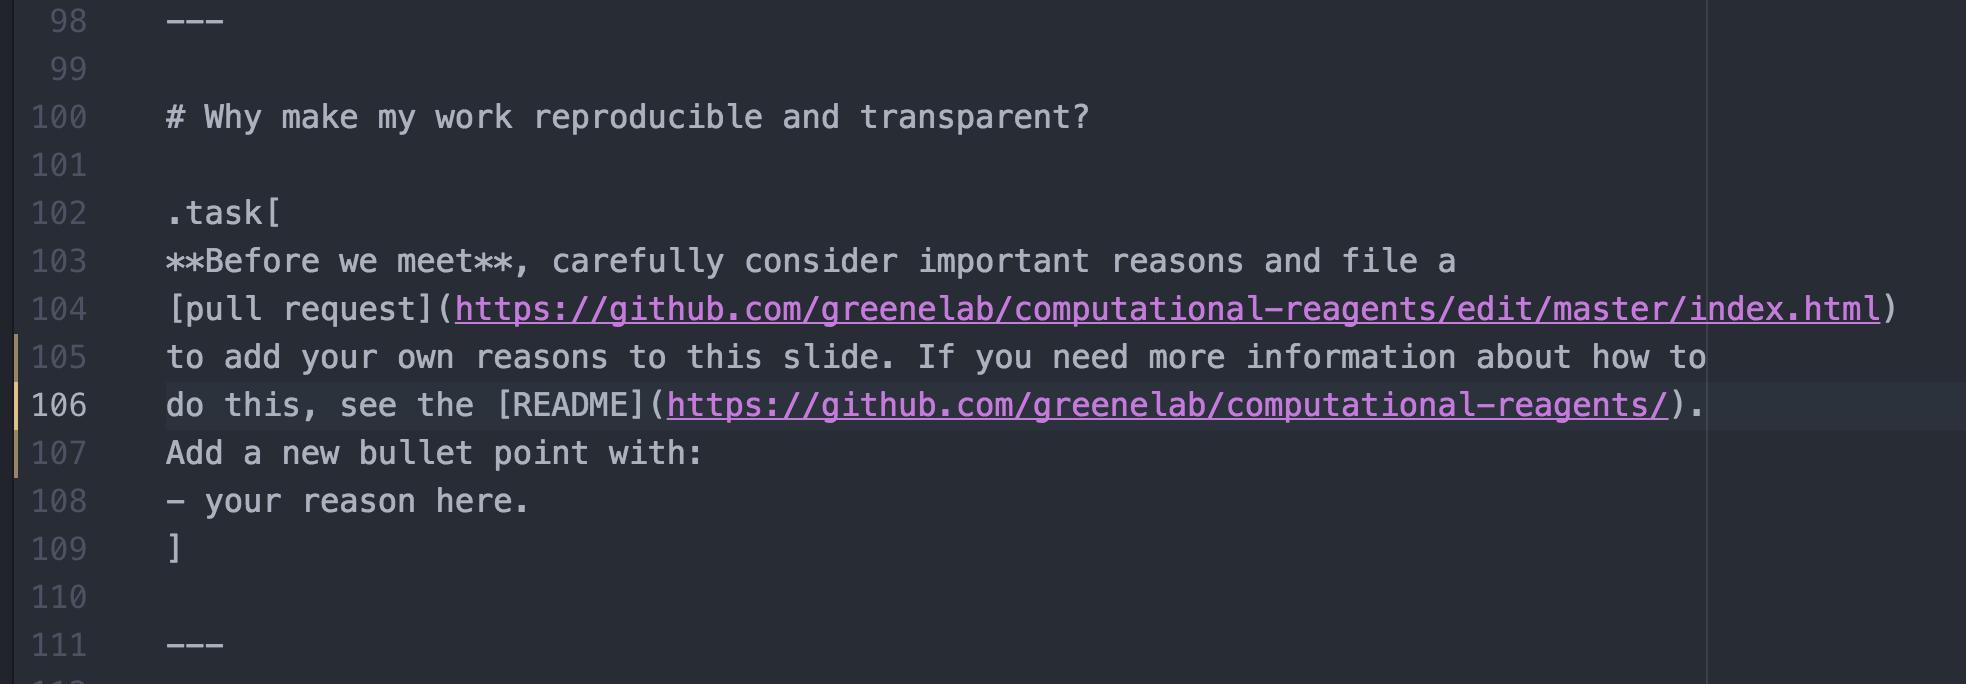 98 ---
99
100 # Why make my work reproducible and transparent?
101
102 .task[
103 **Before we meet**, carefully consider important reasons and file a
104 [pull request](https://github.com/greenelab/computational-reagents/edit/master/index.html)
105 to add your own reasons to this slide. If you need more information about how to
106 do this, see the [README](https://github.com/greenelab/computational-reagents/).
107 Add a new bullet point with:
108 - your reason here.
109 ]
110
111 ---